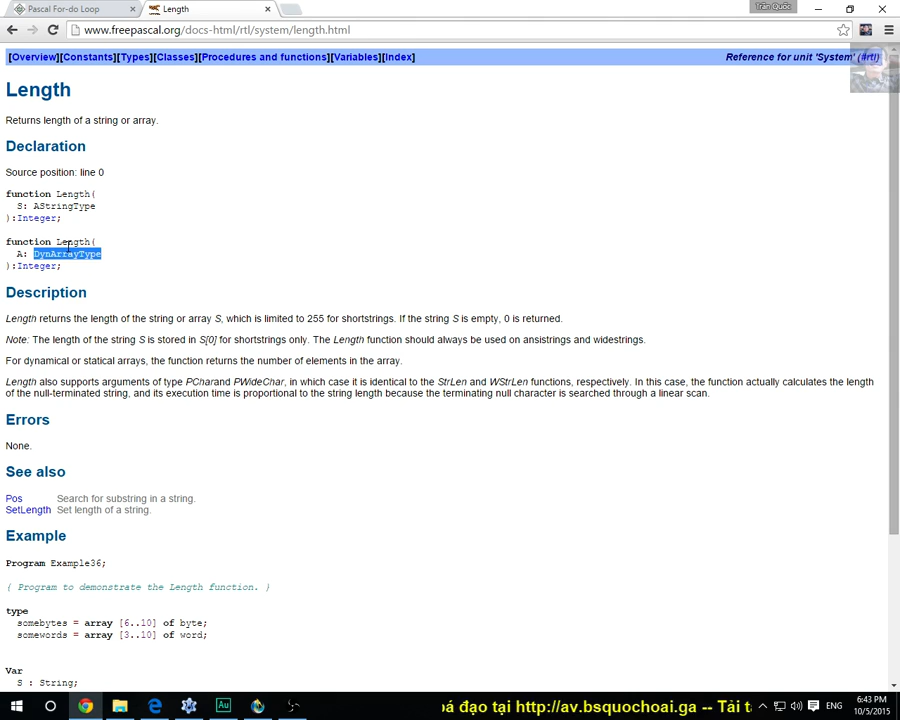 Pascal For-do Loop
Length
Trần Quốc
www.freepascal.org/docs-html/rtl/system/length.html
[Overview][Constants][Types][Classes][Procedures and functions][Variables][Index]
Reference for unit 'System' (#rtl)
Length
Returns length of a string or array.
Declaration
Source position: line 0
function Length(
S: AStringType
):Integer;
function Length(
A: DynArrayType
):Integer;
Description
Length returns the length of the string or array S, which is limited to 255 for shortstrings. If the string S is empty, 0 is returned.
Note: The length of the string S is stored in S[0] for shortstrings only. The Length function should always be used on ansistrings and widestrings.
For dynamical or statical arrays, the function returns the number of elements in the array.
Length also supports arguments of type PCharand PWideChar, in which case it is identical to the StrLen and WStrLen functions, respectively. In this case, the function actually calculates the length
of the null-terminated string, and its execution time is proportional to the string length because the terminating null character is searched through a linear scan.
Errors
None.
See also
Pos Search for substring in a string.
SetLength Set length of a string.
Example
Program Example36;
{ Program to demonstrate the Length function. }
type
somebytes = array [6..10] of byte;
somewords = array [3..10] of word;
Var
S : String;
Au
bá đạo tại http://av.bsquochoai.ga -- Tải t
ENG
6:43 PM
10/5/2015